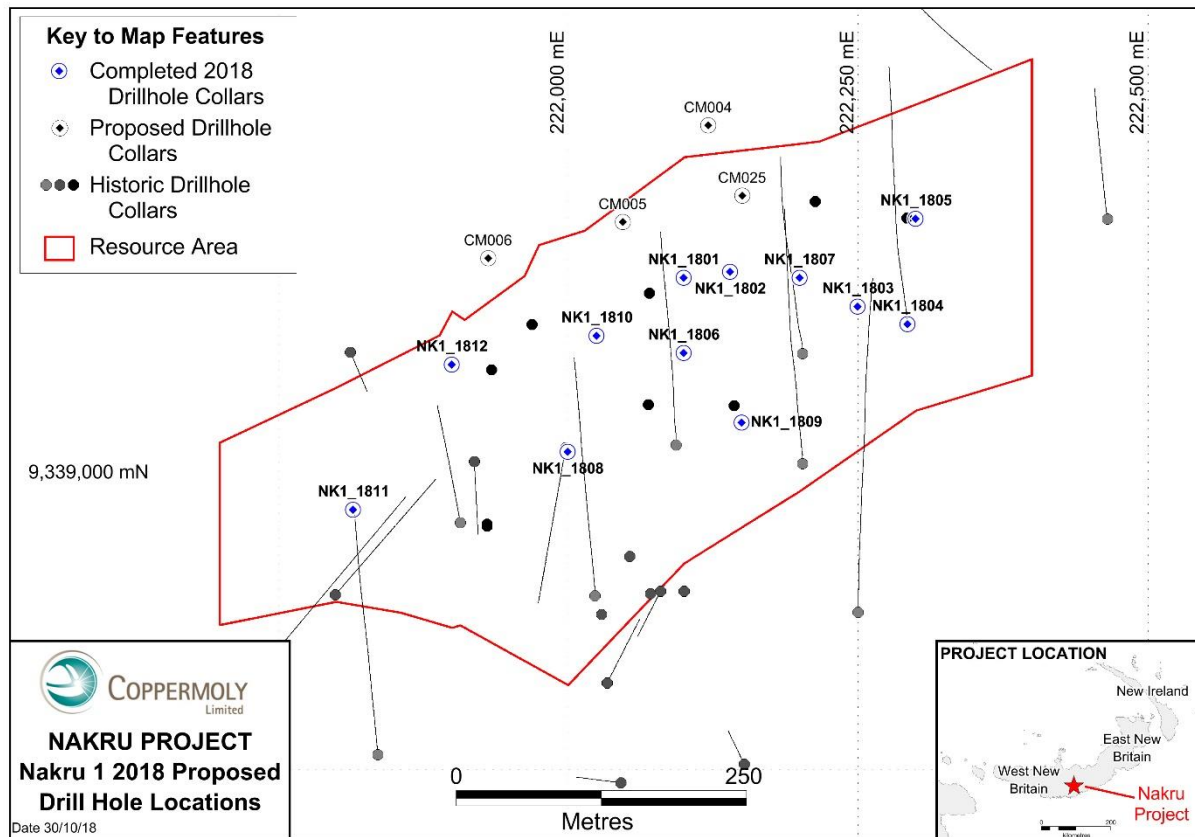 Key to Map Features
Completed 2018
Drillhole Collars
Proposed Drillhole
Collars
Historic Drillhole
Collars
Resource Area
222,000 mE
222,250 mE
222,500 mE
CM004
CM025
CM005
CM006
NK1_1805
NK1_1801
NK1_1802
NK1_1807
NK1_1803
NK1_1804
NK1_1810
NK1_1806
NK1_1812
NK1_1809
NK1_1808
9,339,000 mN
NK1_1811
COPPERMOLY
Limited
NAKRU PROJECT
Nakru 1 2018 Proposed
Drill Hole Locations
Date 30/10/18
0 250
Metres
PROJECT LOCATION
New Ireland
East New
Britain
West New
Britain
Nakru
Project
0 200
kilometres